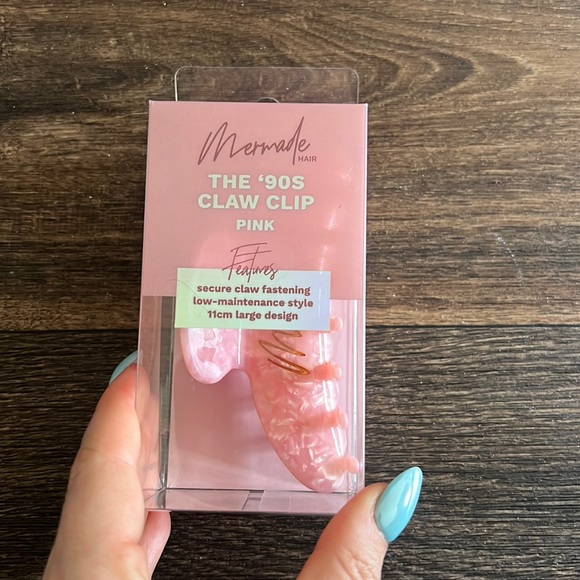 Mermade
HAIR
THE ‘90S
CLAW CLIP
PINK
Features
secure claw fastening
low-maintenance style
11cm large design